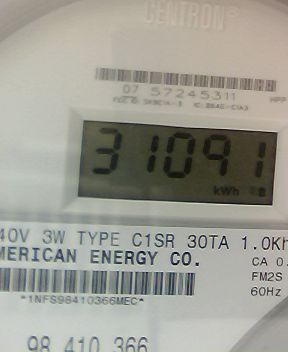 CENTRON®
07 57245311
31091
kWh
40V 3W TYPE C1SR 30TA 1.0Kh
MERICAN ENERGY CO.
CA 0.
FM2S
60Hz
*1NFS98410366MEC*
98 410 366